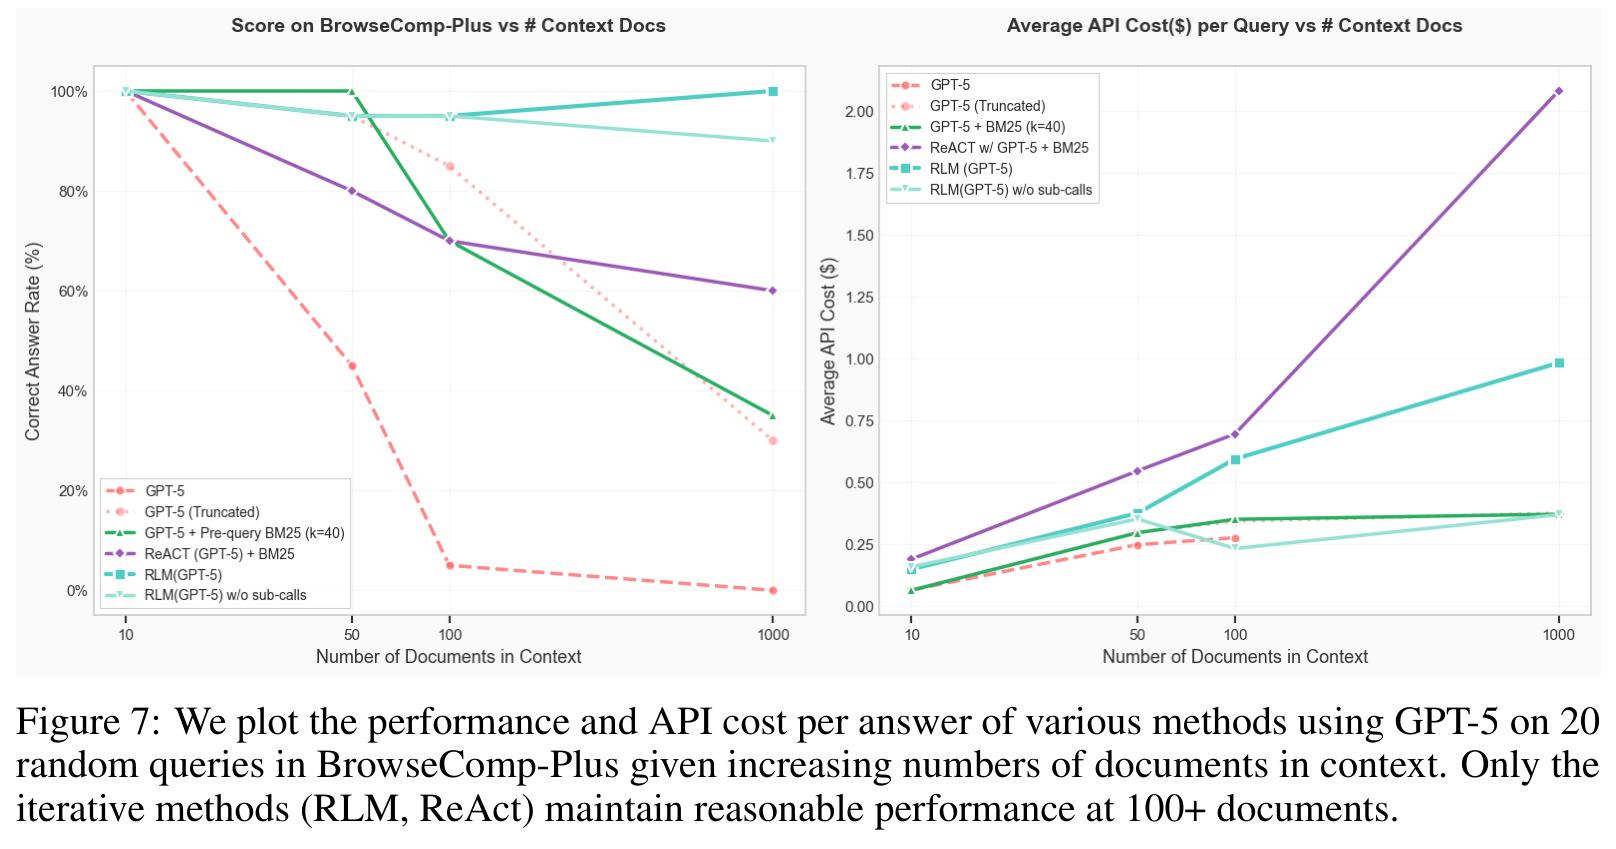 Score on BrowseComp-Plus vs # Context Docs
100%
80%
60%
40%
20%
0%
Correct Answer Rate (%)
GPT-5
GPT-5 (Truncated)
GPT-5 + Pre-query BM25 (k=40)
ReACT (GPT-5) + BM25
RLM(GPT-5)
RLM(GPT-5) w/o sub-calls
10
50
100
1000
Number of Documents in Context
Average API Cost($) per Query vs # Context Docs
GPT-5
GPT-5 (Truncated)
GPT-5 + BM25 (k=40)
ReACT w/ GPT-5 + BM25
RLM (GPT-5)
RLM(GPT-5) w/o sub-calls
2.00
1.75
1.50
1.25
1.00
0.75
0.50
0.25
0.00
Average API Cost ($)
10
50
100
1000
Number of Documents in Context
Figure 7: We plot the performance and API cost per answer of various methods using GPT-5 on 20
random queries in BrowseComp-Plus given increasing numbers of documents in context. Only the
iterative methods (RLM, ReAct) maintain reasonable performance at 100+ documents.